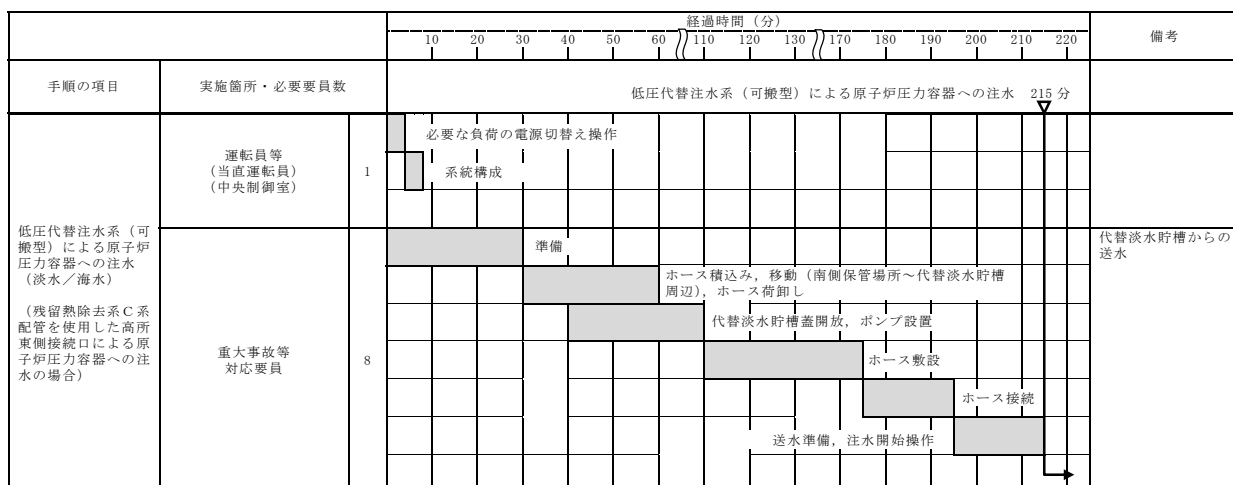 経過時間（分）
備考
10 20 30 40 50 60 110 120 130 170 180 190 200 210 220
手順の項目
実施箇所・必要要員数
低圧代替注水系（可搬型）による原子炉圧力容器への注水 215 分
運転員等
（当直運転員）
（中央制御室）
1
必要な負荷の電源切替え操作
系統構成
低圧代替注水系（可
搬型）による原子炉
圧力容器への注水
（淡水／海水）
（残留熱除去系Ｃ系
配管を使用した高所
東側接続口による原
子炉圧力容器への注
水の場合）
重大事故等
対応要員
8
準備
ホース積込み，移動（南側保管場所～代替淡水貯槽
周辺），ホース荷卸し
代替淡水貯槽蓋開放，ポンプ設置
ホース敷設
ホース接続
送水準備，注水開始操作
代替淡水貯槽からの
送水